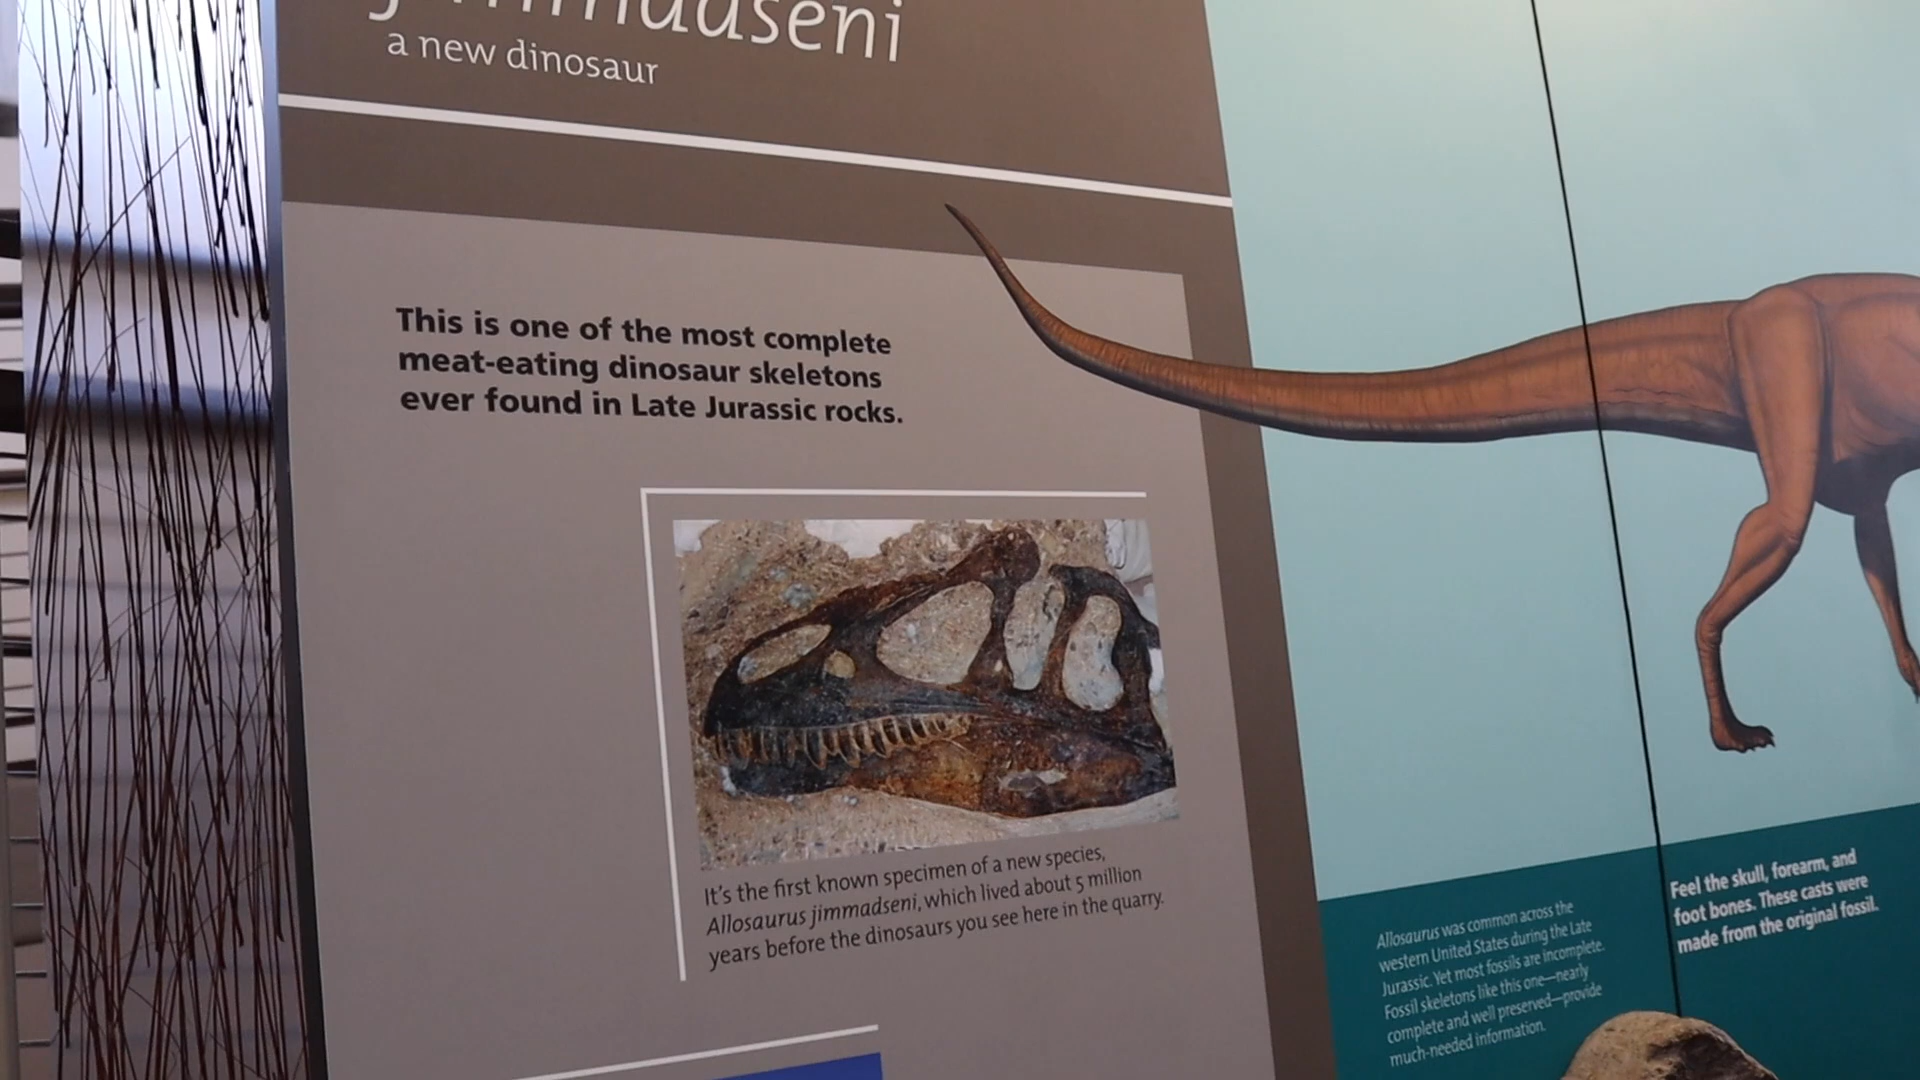 jimmadseni
a new dinosaur
This is one of the most complete
meat-eating dinosaur skeletons
ever found in Late Jurassic rocks.
It's the first known specimen of a new species,
Allosaurus jimmadseni, which lived about 5 million
years before the dinosaurs you see here in the quarry.
Allosaurus was common across the
western United States during the Late
Jurassic. Yet most fossils are incomplete.
Fossil skeletons like this one—nearly
complete and well preserved—provide
much-needed information.
Feel the skull, forearm, and
foot bones. These casts were
made from the original fossil.